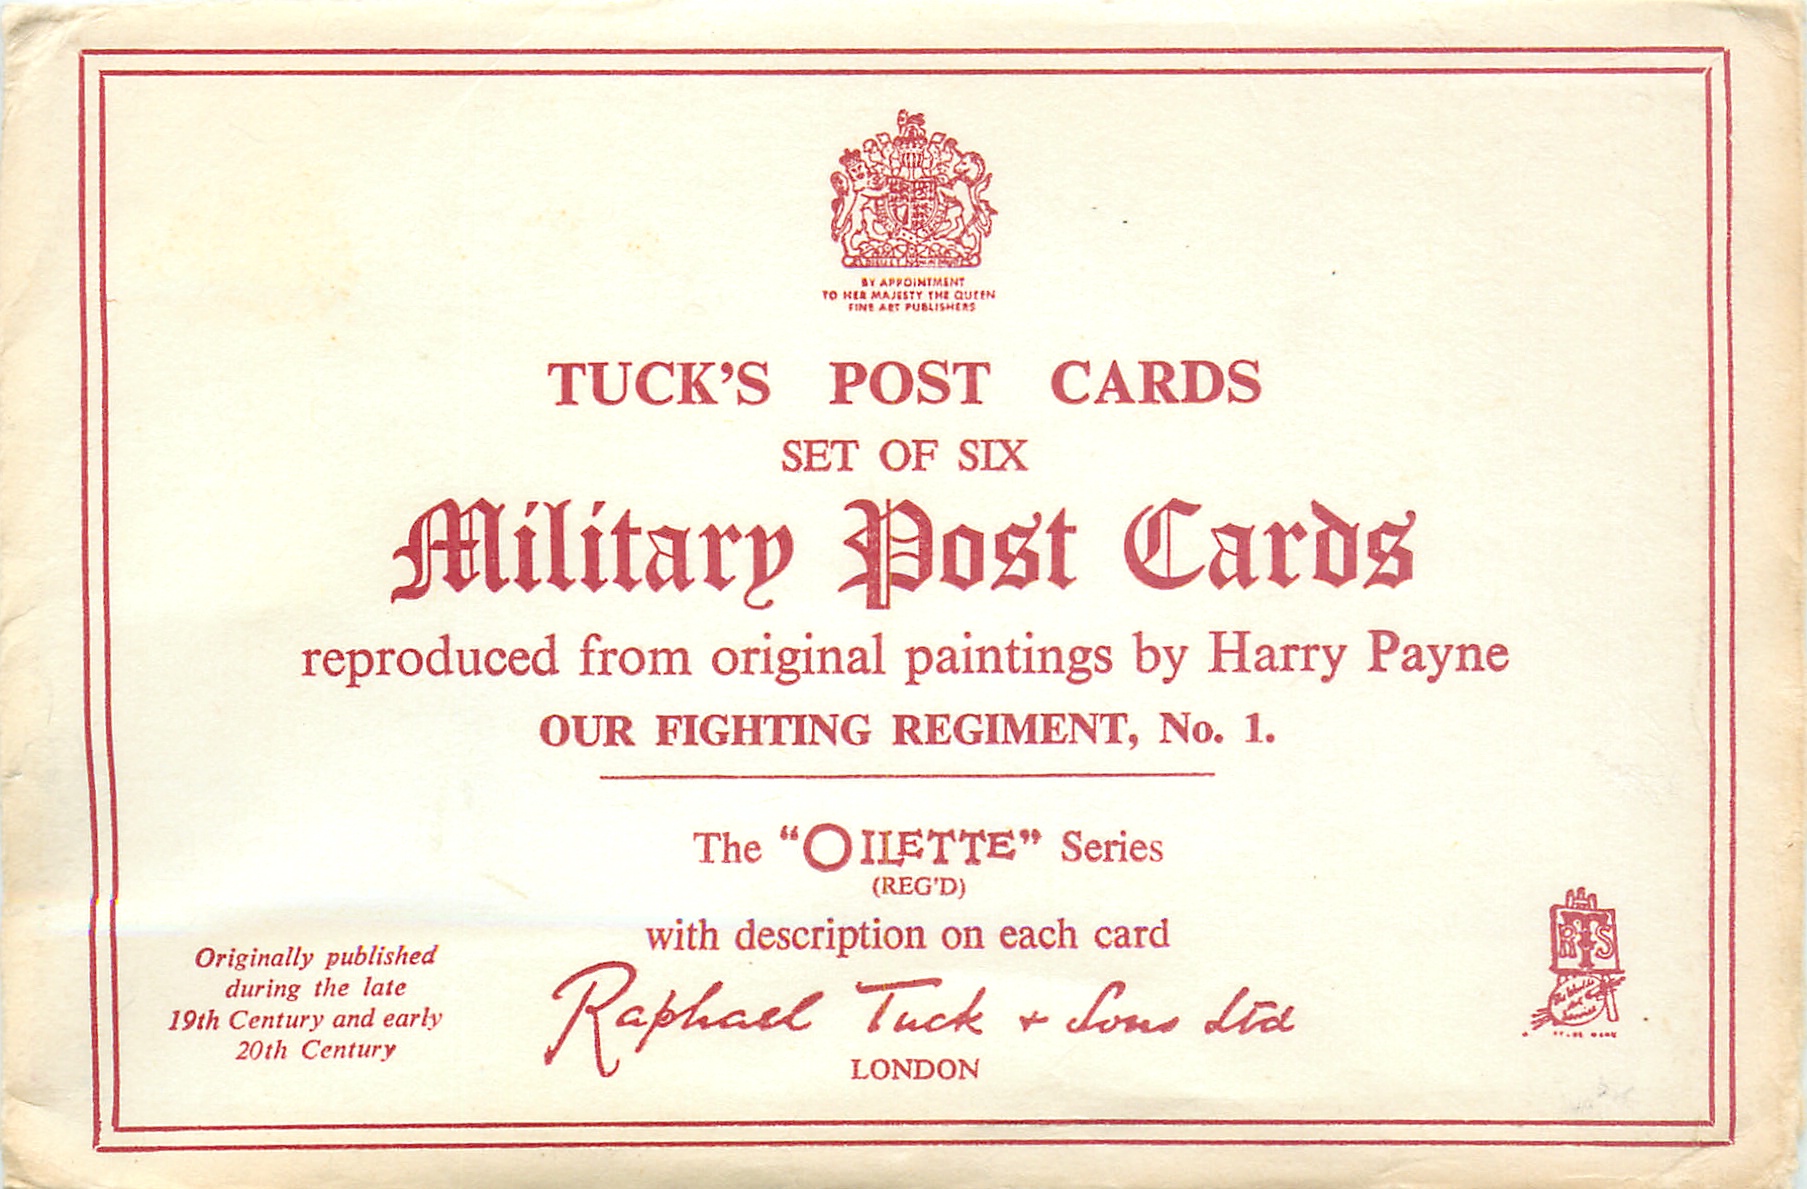 BY APPOINTMENT
TO HER MAJESTY THE QUEEN
FINE ART PUBLISHERS
TUCK'S POST CARDS
SET OF SIX
Military Post Cards
reproduced from original paintings by Harry Payne
OUR FIGHTING REGIMENT, No. 1.
The “OILETTE” Series
(REG'D)
with description on each card
Originally published
during the late
19th Century and early
20th Century
Raphael Tuck & Sons Ltd
LONDON
RTS